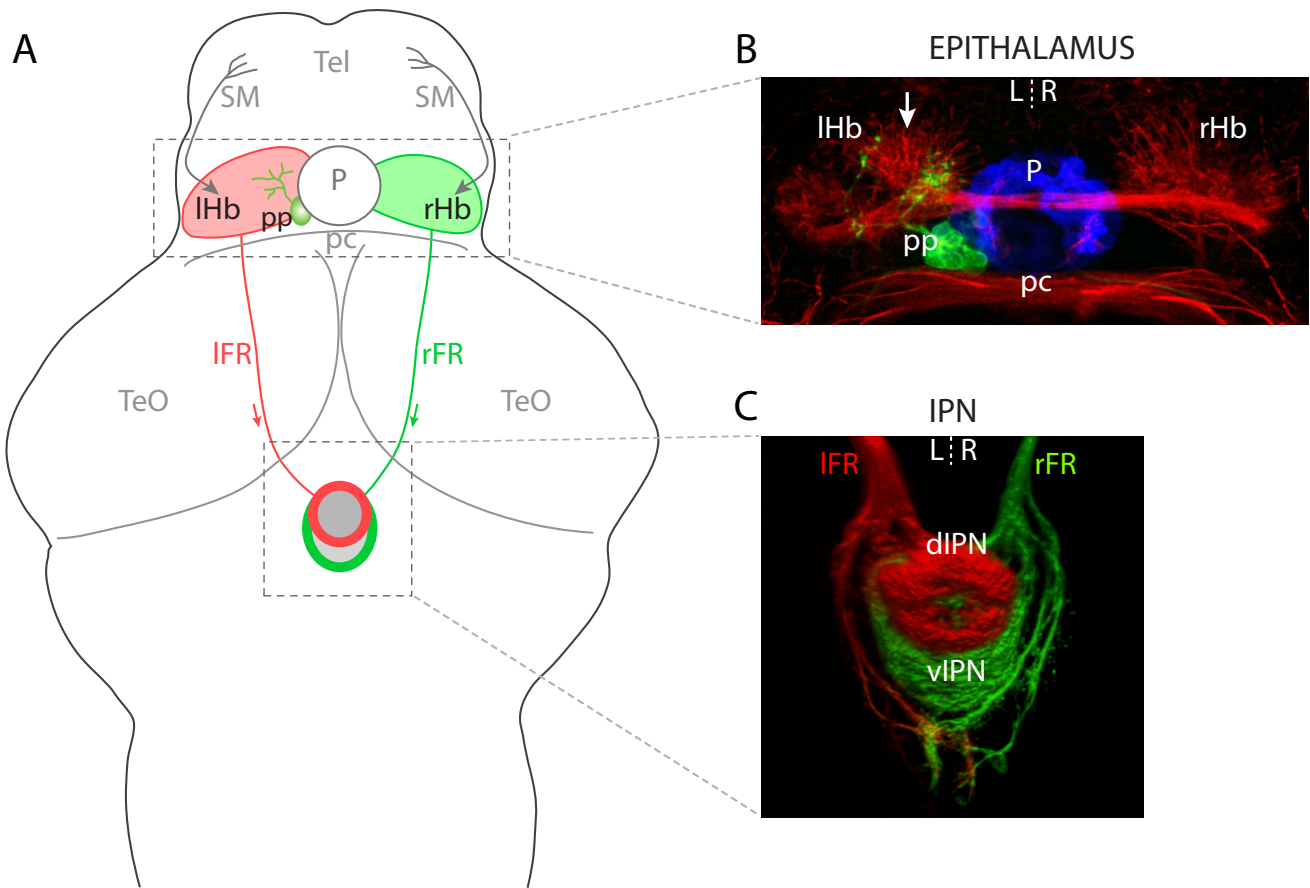 A
Tel
SM
SM
P
lHb
pp
rHb
pc
lFR
rFR
TeO
TeO
B
EPITHALAMUS
L R
lHb
rHb
P
pp
pc
C
IPN
L R
lFR
rFR
dIPN
vIPN